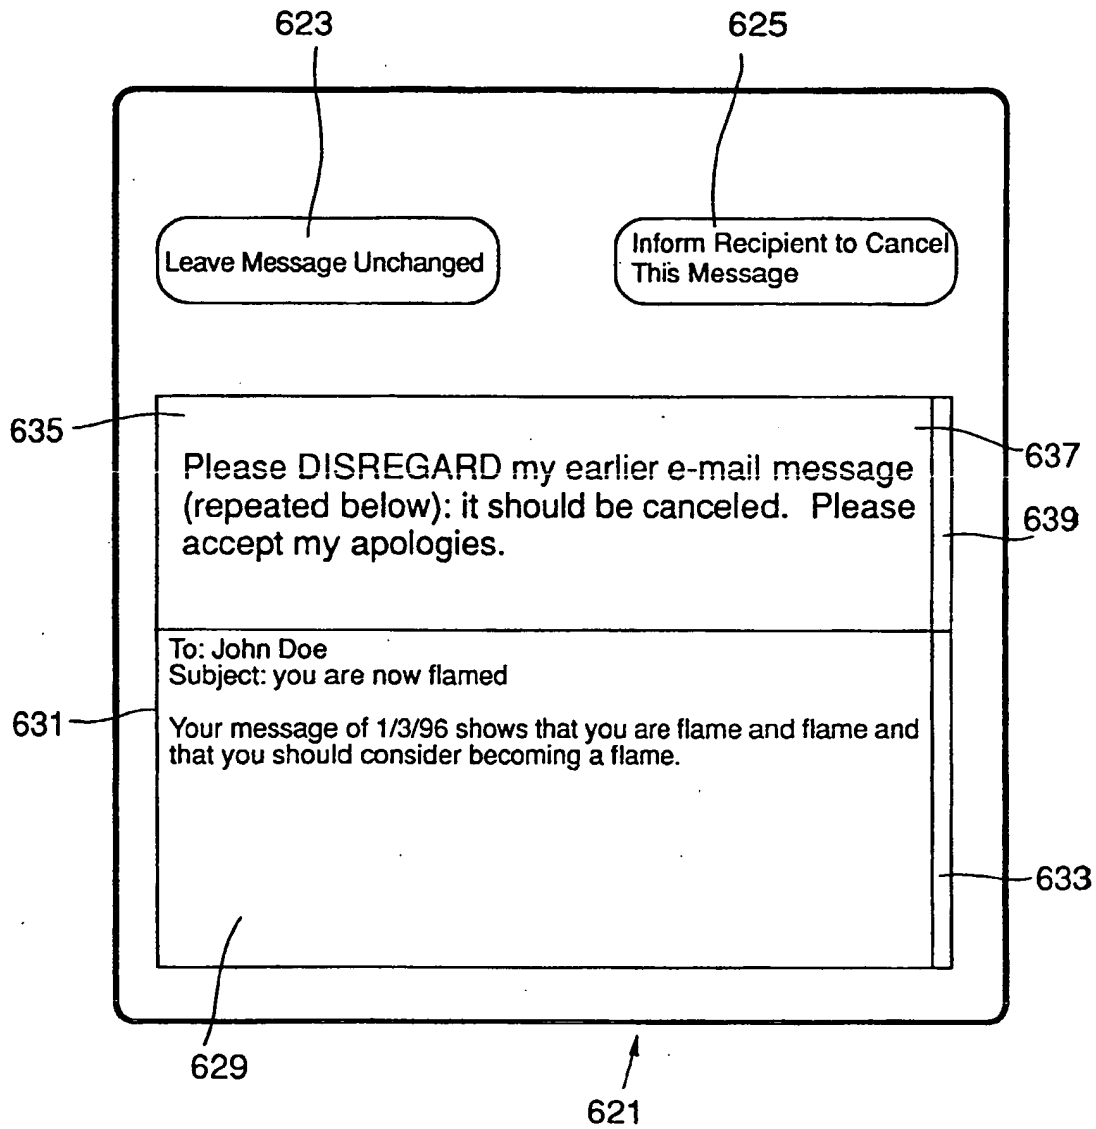 623
625
Leave Message Unchanged
Inform Recipient to Cancel
This Message
635
637
Please DISREGARD my earlier e-mail message
(repeated below): it should be canceled. Please
accept my apologies.
639
To: John Doe
Subject: you are now flamed
631
Your message of 1/3/96 shows that you are flame and flame and
that you should consider becoming a flame.
633
629
621